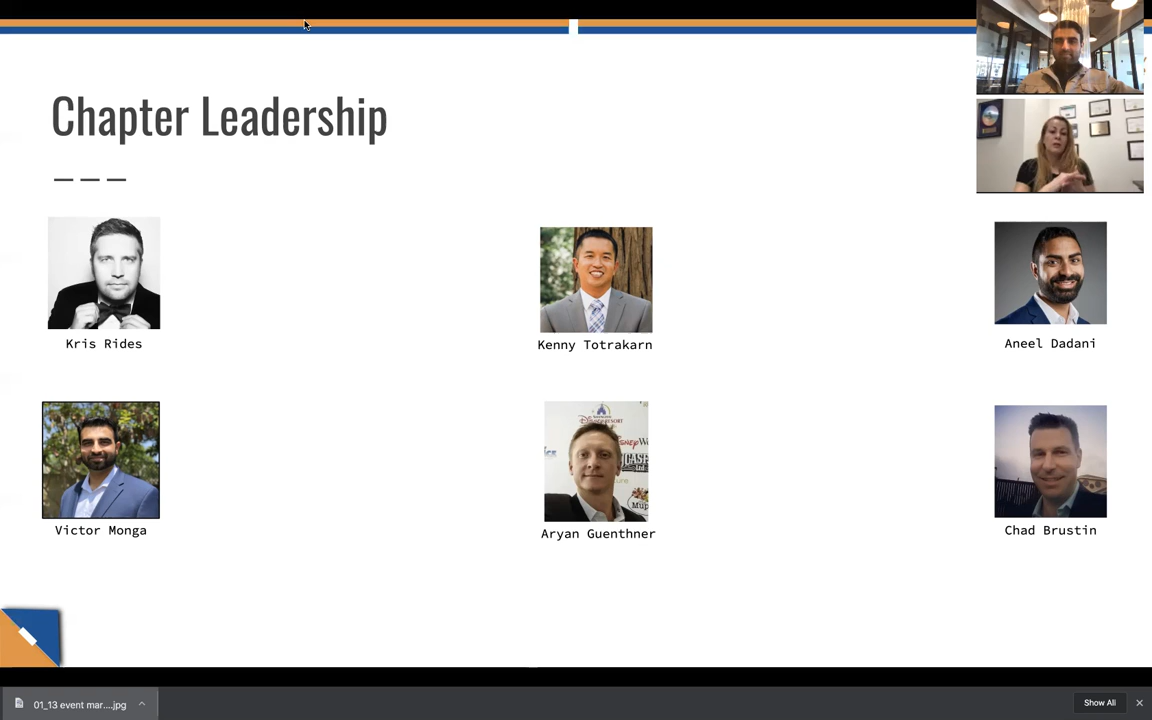 Chapter Leadership
Kris Rides
Kenny Totrakarn
Aneel Dadani
Victor Monga
Aryan Guenthner
Chad Brustin
01_13 event mar....jpg
Show All